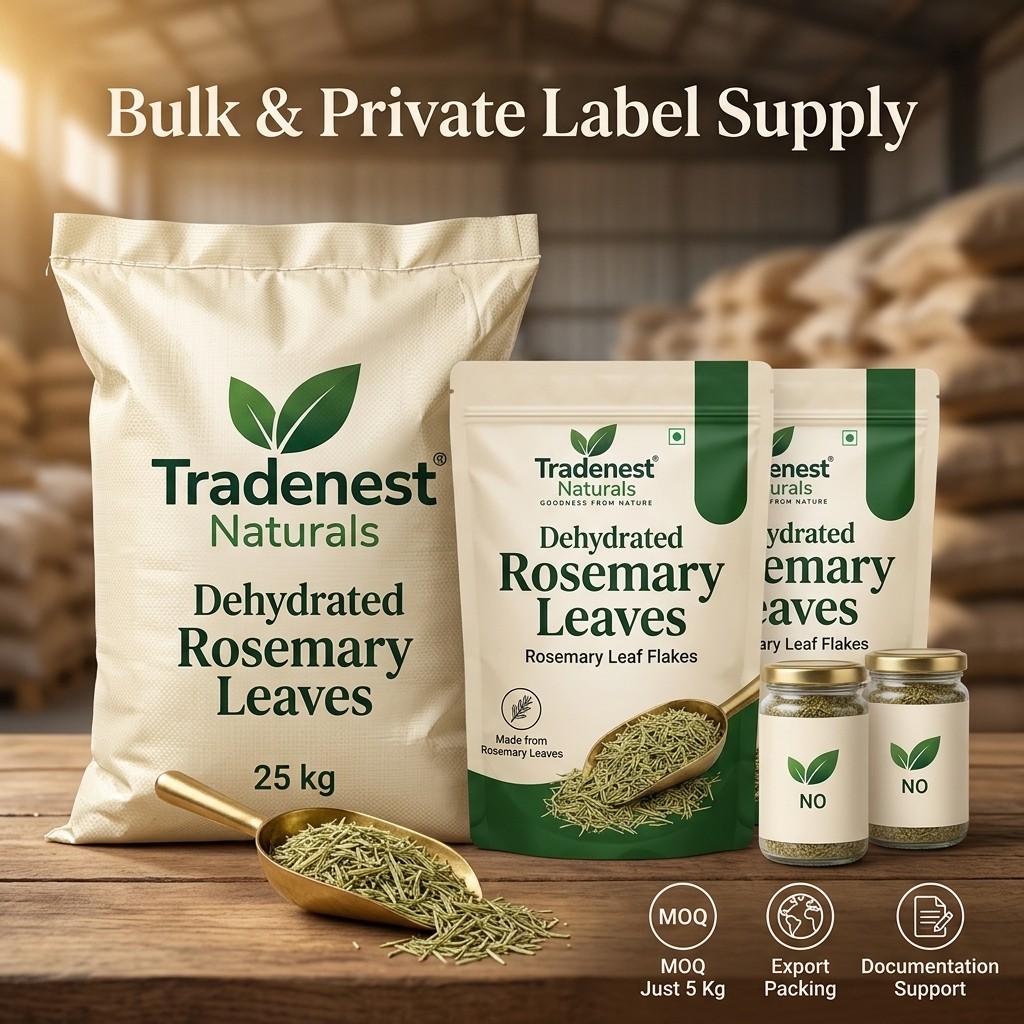 Bulk & Private Label Supply
Tradenest®
Naturals
Dehydrated
Rosemary
Leaves
25 kg
Tradenest®
Naturals
GOODNESS FROM NATURE
Dehydrated
Rosemary
Leaves
Rosemary Leaf Flakes
Made from
Rosemary Leaves
enest®
urals
FROM NATURE
ydrated
emary
eaves
ary Leaf Flakes
NO
NO
MOQ
MOQ
Just 5 Kg
Export
Packing
Documentation
Support